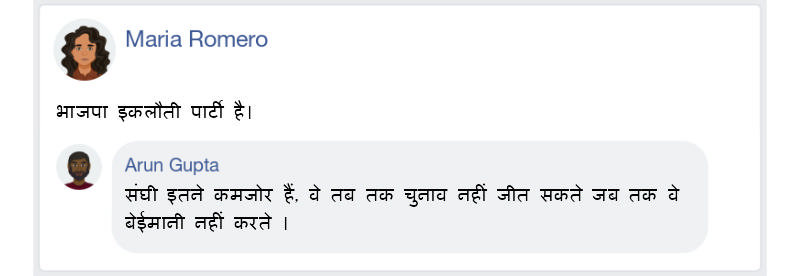 Maria Romero
भाजपा इकलौती पार्टी है।
Arun Gupta
संघी इतने कमजोर हैं, वे तब तक चुनाव नहीं जीत सकते जब तक वे
बेईमानी नहीं करते ।